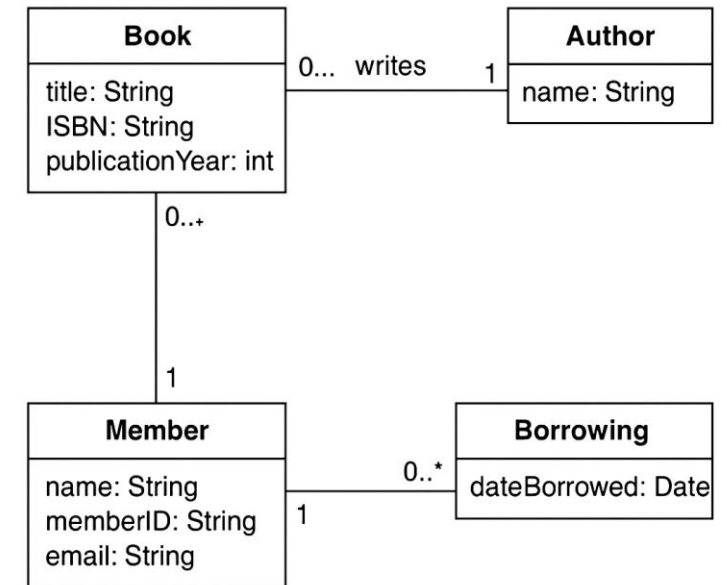 Book
title: String
ISBN: String
publicationYear: int
0... writes 1
Author
name: String
0..+
1
Member
name: String
memberID: String
email: String
1
0..*
Borrowing
dateBorrowed: Date